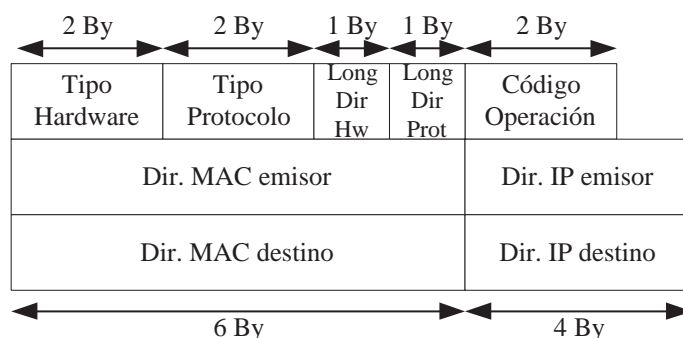 2 By
2 By
1 By
1 By
2 By
Tipo
Hardware
Tipo
Protocolo
Long
Dir
Hw
Long
Dir
Prot
Código
Operación
Dir. MAC emisor
Dir. IP emisor
Dir. MAC destino
Dir. IP destino
6 By
4 By